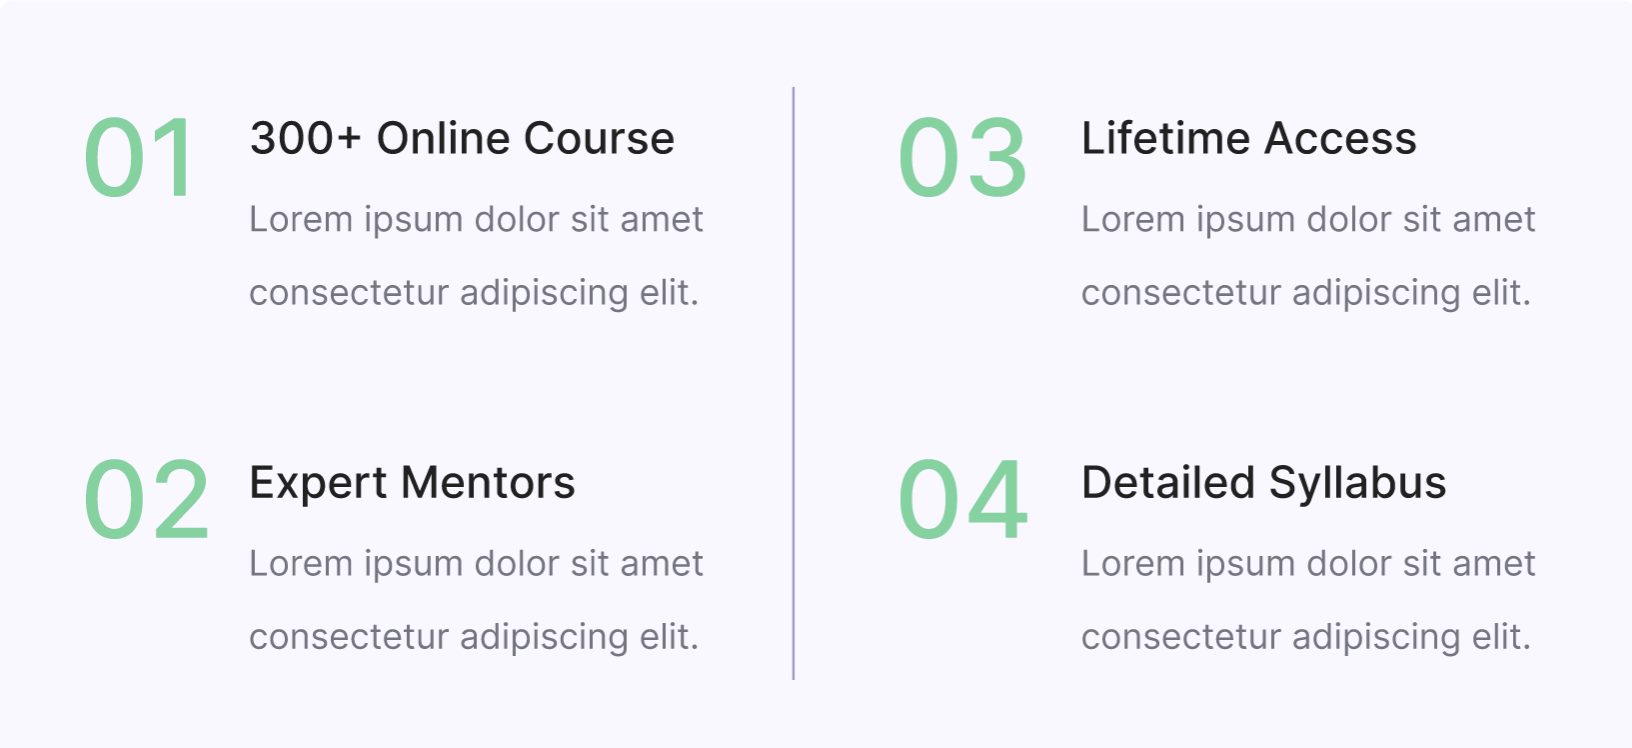 01
300+ Online Course
Lorem ipsum dolor sit amet
consectetur adipiscing elit.
02
Expert Mentors
Lorem ipsum dolor sit amet
consectetur adipiscing elit.
03
Lifetime Access
Lorem ipsum dolor sit amet
consectetur adipiscing elit.
04
Detailed Syllabus
Lorem ipsum dolor sit amet
consectetur adipiscing elit.